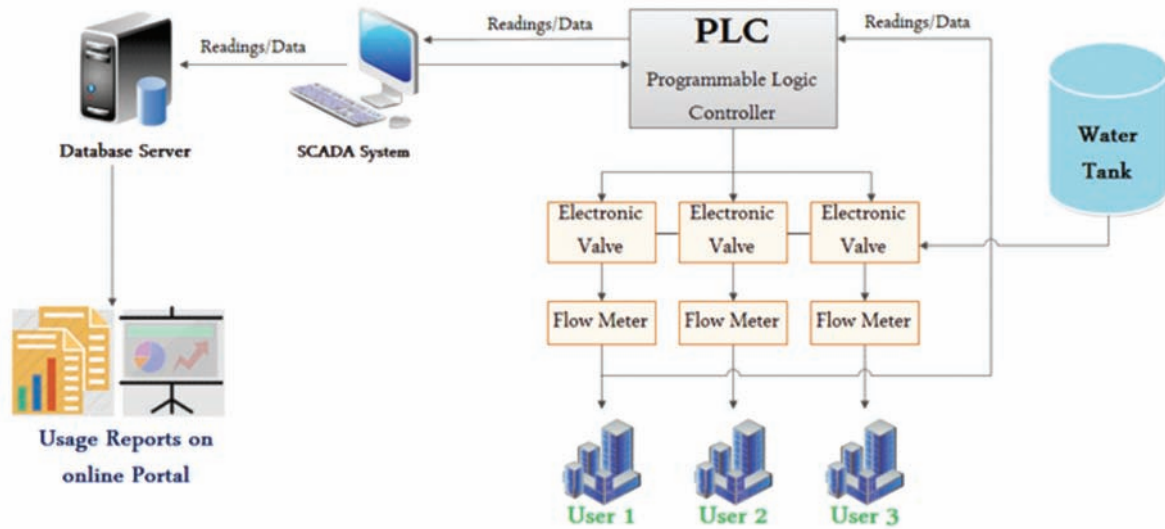 Readings/Data
Readings/Data
Readings/Data
PLC
Programmable Logic
Controller
Database Server
SCADA System
Water
Tank
Electronic
Valve
Electronic
Valve
Electronic
Valve
Flow Meter
Flow Meter
Flow Meter
Usage Reports on
online Portal
User 1
User 2
User 3